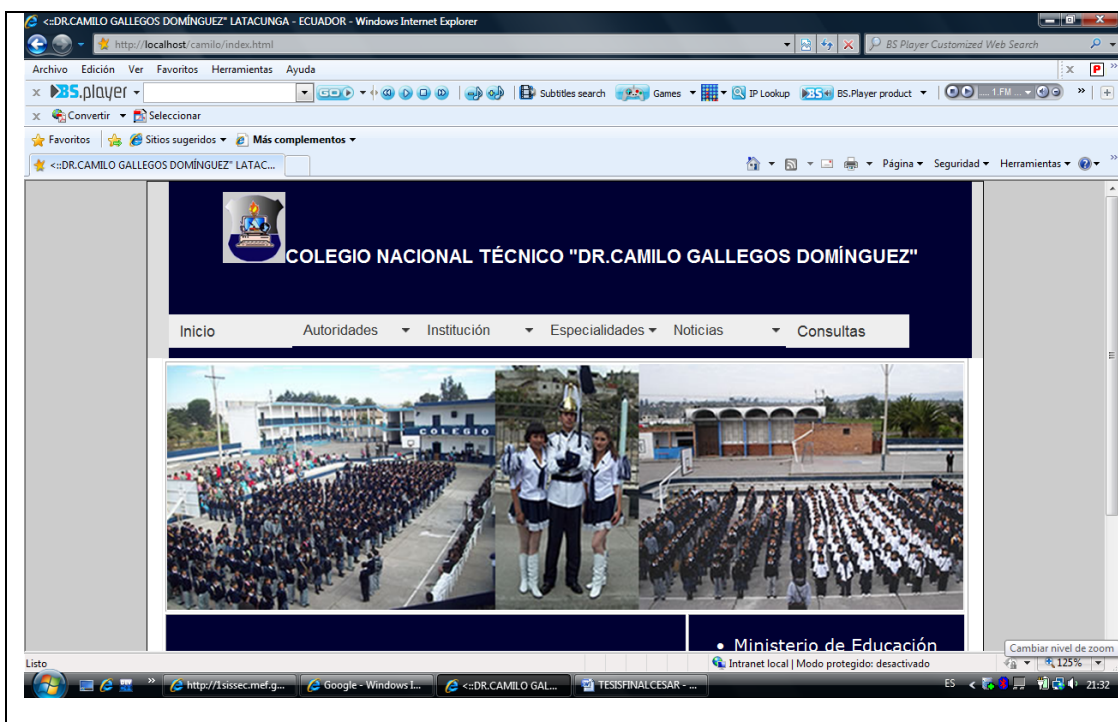 <::DR.CAMILO GALLEGOS DOMÍNGUEZ" LATACUNGA - ECUADOR - Windows Internet Explorer
http://localhost/camilo/index.html
BS Player Customized Web Search
Archivo Edición Ver Favoritos Herramientas Ayuda
x P »
x BS.player GO Subtitles search Games IP Lookup BS.Player product .... 1.FM ... »
x Convertir Seleccionar
Favoritos Sitios sugeridos Más complementos
<::DR.CAMILO GALLEGOS DOMÍNGUEZ" LATAC... Página Seguridad Herramientas »
COLEGIO NACIONAL TÉCNICO "DR.CAMILO GALLEGOS DOMÍNGUEZ"
Inicio Autoridades Institución Especialidades Noticias Consultas
COLEGIO
• Ministerio de Educación
Cambiar nivel de zoom
Listo Intranet local | Modo protegido: desactivado 125%
» http://1sissec.mef.g... Google - Windows I... <::DR.CAMILO GAL... TESISFINALCESAR - ... ES < 21:32